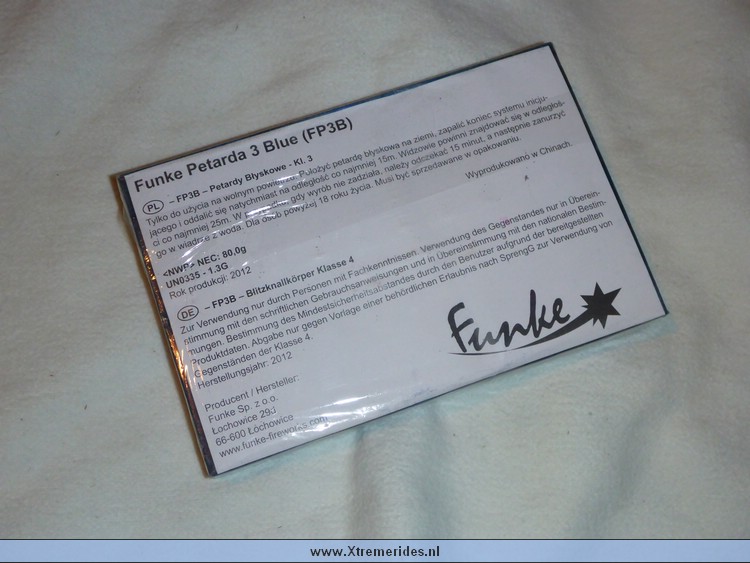 Funke Petarda 3 Blue (FP3B)
PL – FP3B – Petardy Błyskowe - Kl. 3
Tylko do użycia na wolnym powietrzu. Położyć petardę błyskową na ziemi, zapalić koniec systemu inicju-
jącego i oddalić się natychmiast na odległość co najmniej 15m. Widzowie powinni znajdować się w odległoś-
ci co najmniej 25m. W przypadku, gdy wyrób nie zadziała, należy odczekać 15 minut, a następnie zanurzyć
go w wiadrze z wodą. Dla osób powyżej 18 roku życia. Musi być sprzedawane w opakowaniu.
Wyprodukowano w Chinach.
<NWP> NEC: 80.0g
UN0335 - 1.3G
Rok produkcji: 2012
DE – FP3B – Blitzknallkörper Klasse 4
Zur Verwendung nur durch Personen mit Fachkenntnissen. Verwendung des Gegenstandes nur in Überein-
stimmung mit den schriftlichen Gebrauchsanweisungen und in Übereinstimmung mit den nationalen Bestim-
mungen. Bestimmung des Mindestsicherheitsabstandes durch den Benutzer aufgrund der bereitgestellten
Produktdaten. Abgabe nur gegen Vorlage einer behördlichen Erlaubnis nach SprengG zur Verwendung von
Gegenständen der Klasse 4.
Herstellungsjahr: 2012
Producent / Hersteller:
Funke Sp. z o.o.
Łochowice 29d
66-600 Łochowice
www.funke-fireworks.com
Funke
www.Xtremerides.nl